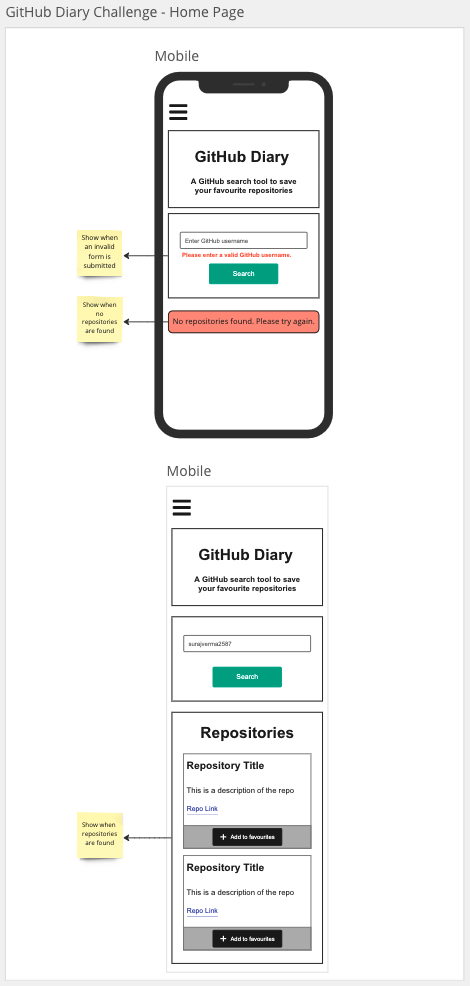 GitHub Diary Challenge - Home Page
Mobile
GitHub Diary
A GitHub search tool to save
your favourite repositories
Show when
an invalid
form is
submitted
Enter GitHub username
Please enter a valid GitHub username.
Search
Show when
no
repositories
are found
No repositories found. Please try again.
Mobile
GitHub Diary
A GitHub search tool to save
your favourite repositories
surajverma2587
Search
Repositories
Repository Title
This is a description of the repo
Repo Link
Show when
repositories
are found
+ Add to favourites
Repository Title
This is a description of the repo
Repo Link
+ Add to favourites